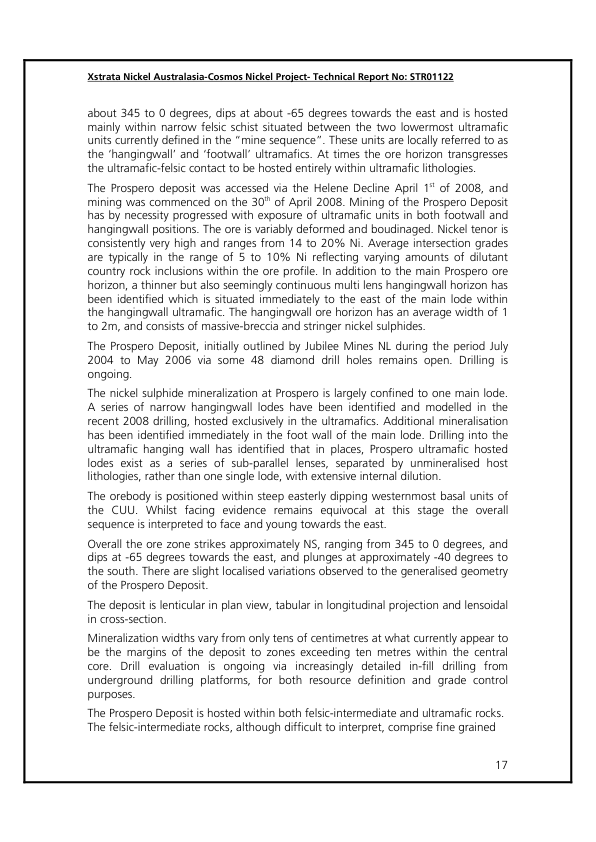 Xstrata Nickel Australasia-Cosmos Nickel Project- Technical Report No: STR01122
about 345 to 0 degrees, dips at about -65 degrees towards the east and is hosted
mainly within narrow felsic schist situated between the two lowermost ultramafic
units currently defined in the “mine sequence”. These units are locally referred to as
the ‘hangingwall’ and ‘footwall’ ultramafics. At times the ore horizon transgresses
the ultramafic-felsic contact to be hosted entirely within ultramafic lithologies.
The Prospero deposit was accessed via the Helene Decline April 1st of 2008, and
mining was commenced on the 30th of April 2008. Mining of the Prospero Deposit
has by necessity progressed with exposure of ultramafic units in both footwall and
hangingwall positions. The ore is variably deformed and boudinaged. Nickel tenor is
consistently very high and ranges from 14 to 20% Ni. Average intersection grades
are typically in the range of 5 to 10% Ni reflecting varying amounts of dilutant
country rock inclusions within the ore profile. In addition to the main Prospero ore
horizon, a thinner but also seemingly continuous multi lens hangingwall horizon has
been identified which is situated immediately to the east of the main lode within
the hangingwall ultramafic. The hangingwall ore horizon has an average width of 1
to 2m, and consists of massive-breccia and stringer nickel sulphides.
The Prospero Deposit, initially outlined by Jubilee Mines NL during the period July
2004 to May 2006 via some 48 diamond drill holes remains open. Drilling is
ongoing.
The nickel sulphide mineralization at Prospero is largely confined to one main lode.
A series of narrow hangingwall lodes have been identified and modelled in the
recent 2008 drilling, hosted exclusively in the ultramafics. Additional mineralisation
has been identified immediately in the foot wall of the main lode. Drilling into the
ultramafic hanging wall has identified that in places, Prospero ultramafic hosted
lodes exist as a series of sub-parallel lenses, separated by unmineralised host
lithologies, rather than one single lode, with extensive internal dilution.
The orebody is positioned within steep easterly dipping westernmost basal units of
the CUU. Whilst facing evidence remains equivocal at this stage the overall
sequence is interpreted to face and young towards the east.
Overall the ore zone strikes approximately NS, ranging from 345 to 0 degrees, and
dips at -65 degrees towards the east, and plunges at approximately -40 degrees to
the south. There are slight localised variations observed to the generalised geometry
of the Prospero Deposit.
The deposit is lenticular in plan view, tabular in longitudinal projection and lensoidal
in cross-section.
Mineralization widths vary from only tens of centimetres at what currently appear to
be the margins of the deposit to zones exceeding ten metres within the central
core. Drill evaluation is ongoing via increasingly detailed in-fill drilling from
underground drilling platforms, for both resource definition and grade control
purposes.
The Prospero Deposit is hosted within both felsic-intermediate and ultramafic rocks.
The felsic-intermediate rocks, although difficult to interpret, comprise fine grained
17